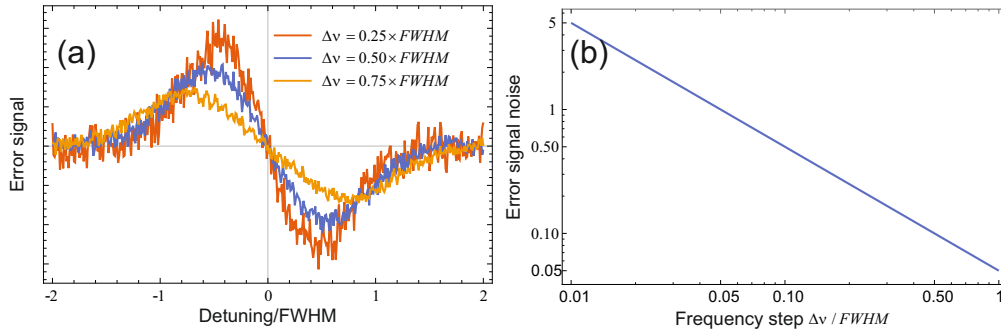 (a)
Δν = 0.25×FWHM
Δν = 0.50×FWHM
Δν = 0.75×FWHM
Error signal
-2 -1 0 1 2
Detuning/FWHM
(b)
5
1
0.50
0.10
0.05
Error signal noise
0.01 0.05 0.10 0.50 1
Frequency step Δν / FWHM